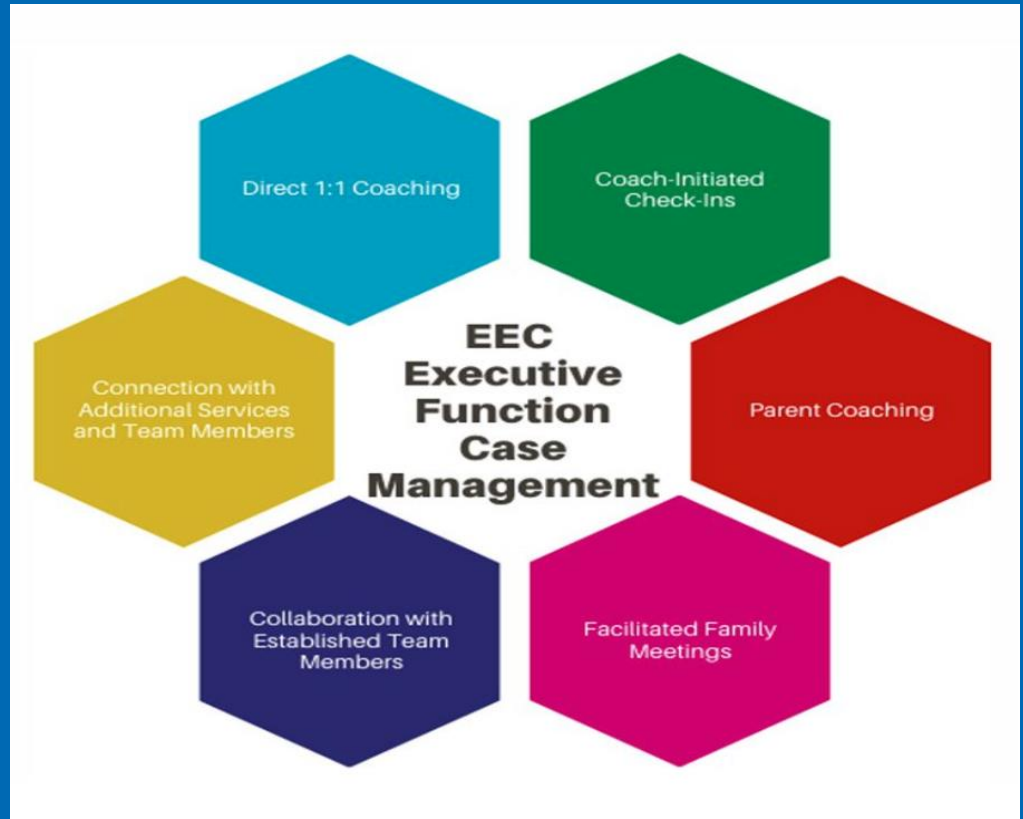 Direct 1:1 Coaching
Coach-Initiated
Check-Ins
Connection with
Additional Services
and Team Members
EEC
Executive
Function
Case
Management
Parent Coaching
Collaboration with
Established Team
Members
Facilitated Family
Meetings